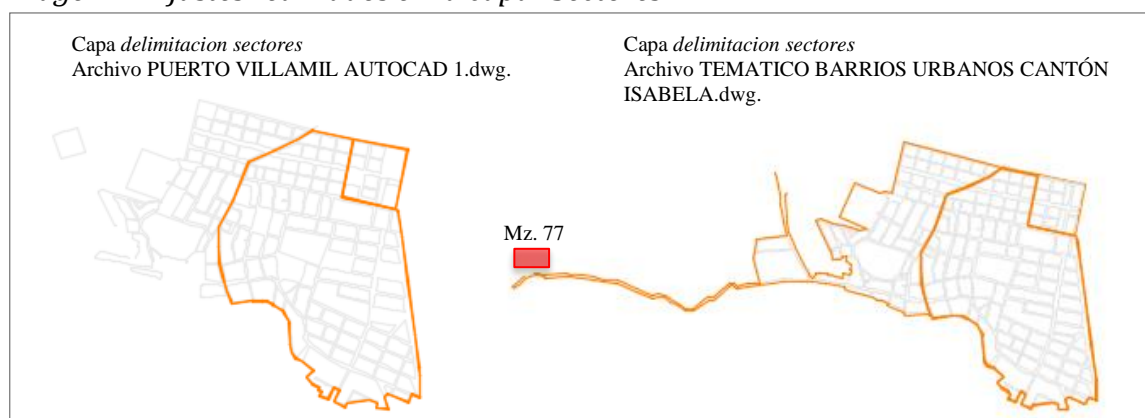 Capa delimitacion sectores
Archivo PUERTO VILLAMIL AUTOCAD 1.dwg.
Capa delimitacion sectores
Archivo TEMATICO BARRIOS URBANOS CANTÓN
ISABELA.dwg.
Mz. 77